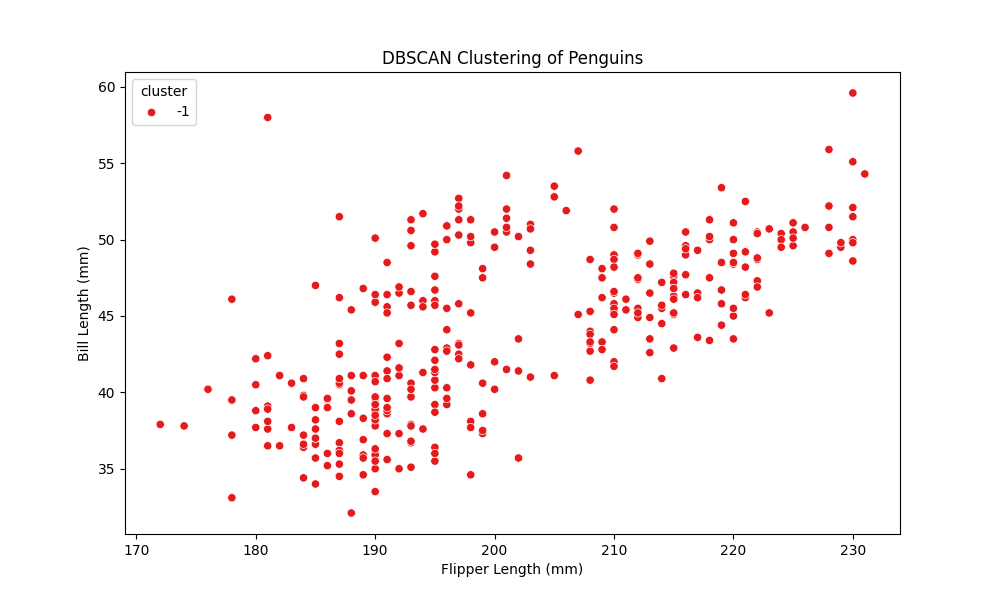 DBSCAN Clustering of Penguins
cluster
-1
60
55
50
45
40
35
Bill Length (mm)
170 180 190 200 210 220 230
Flipper Length (mm)